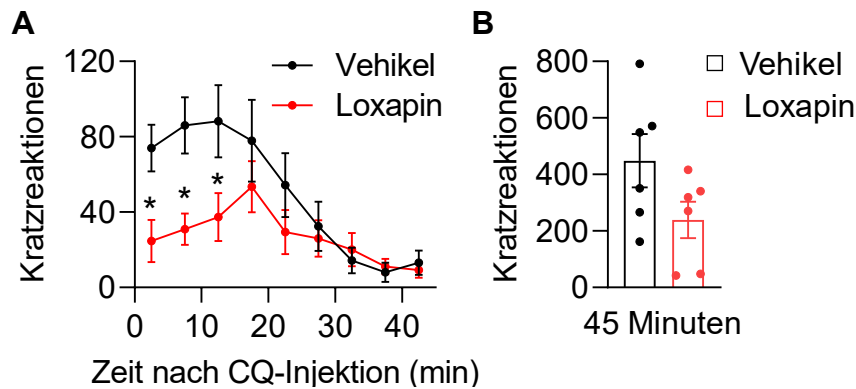 A
Kratzreaktionen
120
80
40
0
Vehikel
Loxapin
*
*
*
0
10
20
30
40
Zeit nach CQ-Injektion (min)
B
Kratzreaktionen
800
600
400
200
0
Vehikel
Loxapin
45 Minuten